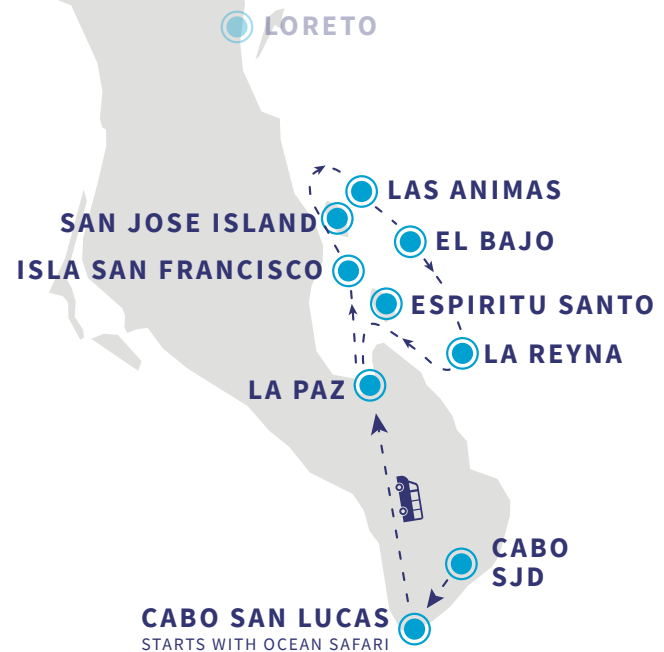 LORETO
LAS ANIMAS
SAN JOSE ISLAND
EL BAJO
ISLA SAN FRANCISCO
ESPIRITU SANTO
LA REYNA
LA PAZ
CABO
SJD
CABO SAN LUCAS
STARTS WITH OCEAN SAFARI